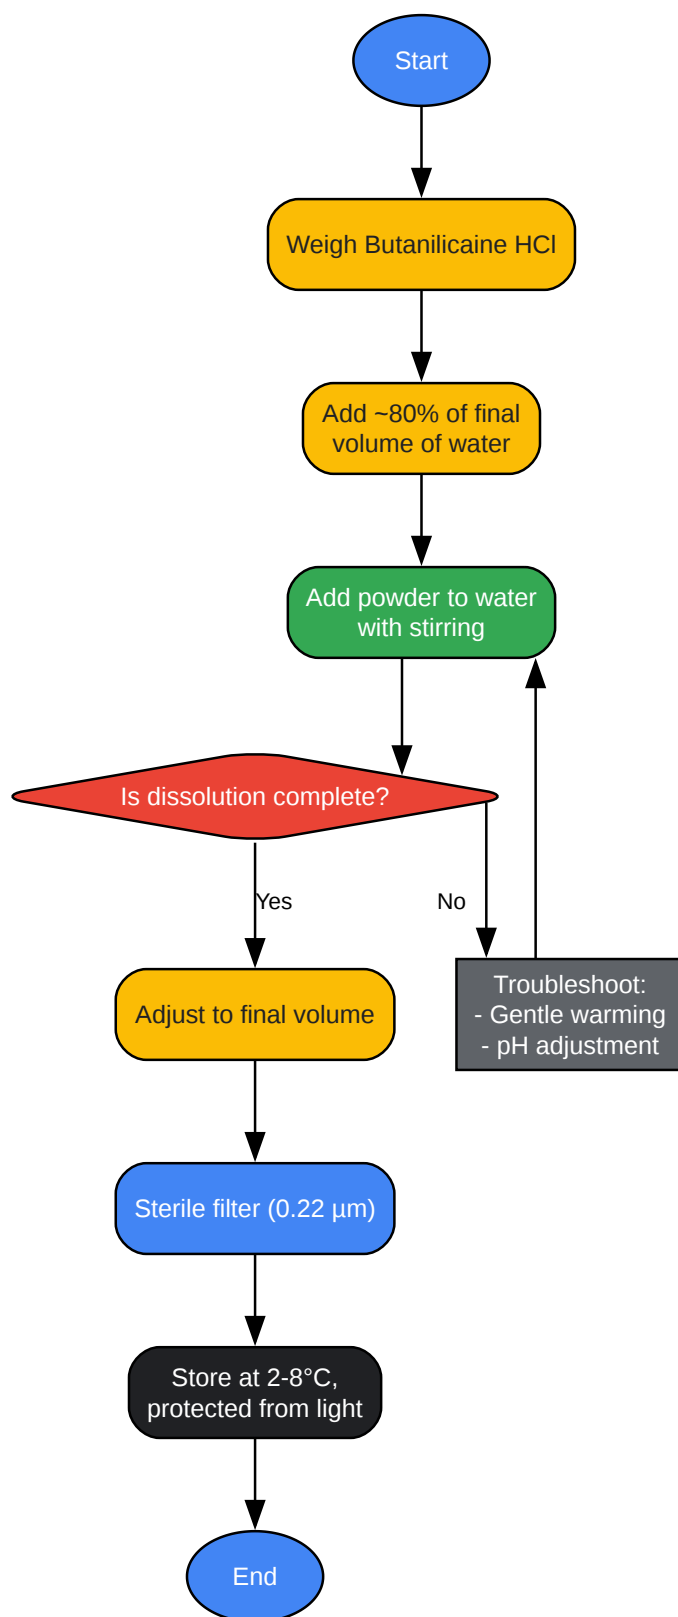 Start
Weigh Butanilicaine HCl
Add ~80% of final
volume of water
Add powder to water
with stirring
Is dissolution complete?
Yes
No
Troubleshoot:
- Gentle warming
- pH adjustment
Adjust to final volume
Sterile filter (0.22 µm)
Store at 2-8°C,
protected from light
End